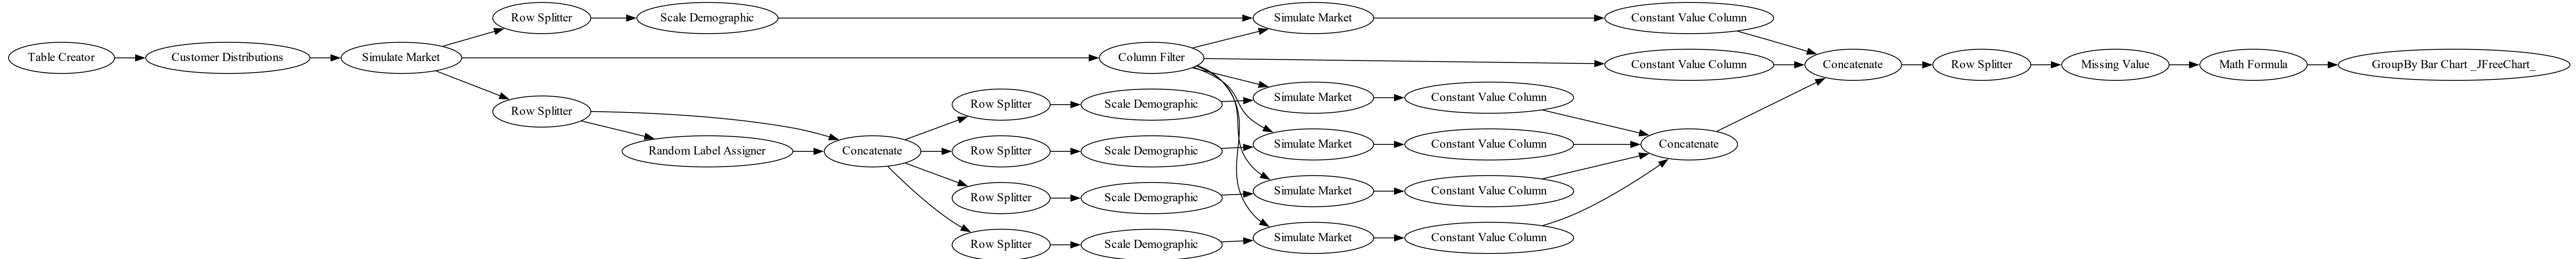 Row Splitter
Scale Demographic
Simulate Market
Constant Value Column
Table Creator
Customer Distributions
Simulate Market
Column Filter
Constant Value Column
Concatenate
Row Splitter
Missing Value
Math Formula
GroupBy Bar Chart _JFreeChart_
Row Splitter
Row Splitter
Scale Demographic
Simulate Market
Constant Value Column
Random Label Assigner
Concatenate
Row Splitter
Scale Demographic
Simulate Market
Constant Value Column
Concatenate
Row Splitter
Scale Demographic
Simulate Market
Constant Value Column
Row Splitter
Scale Demographic
Simulate Market
Constant Value Column